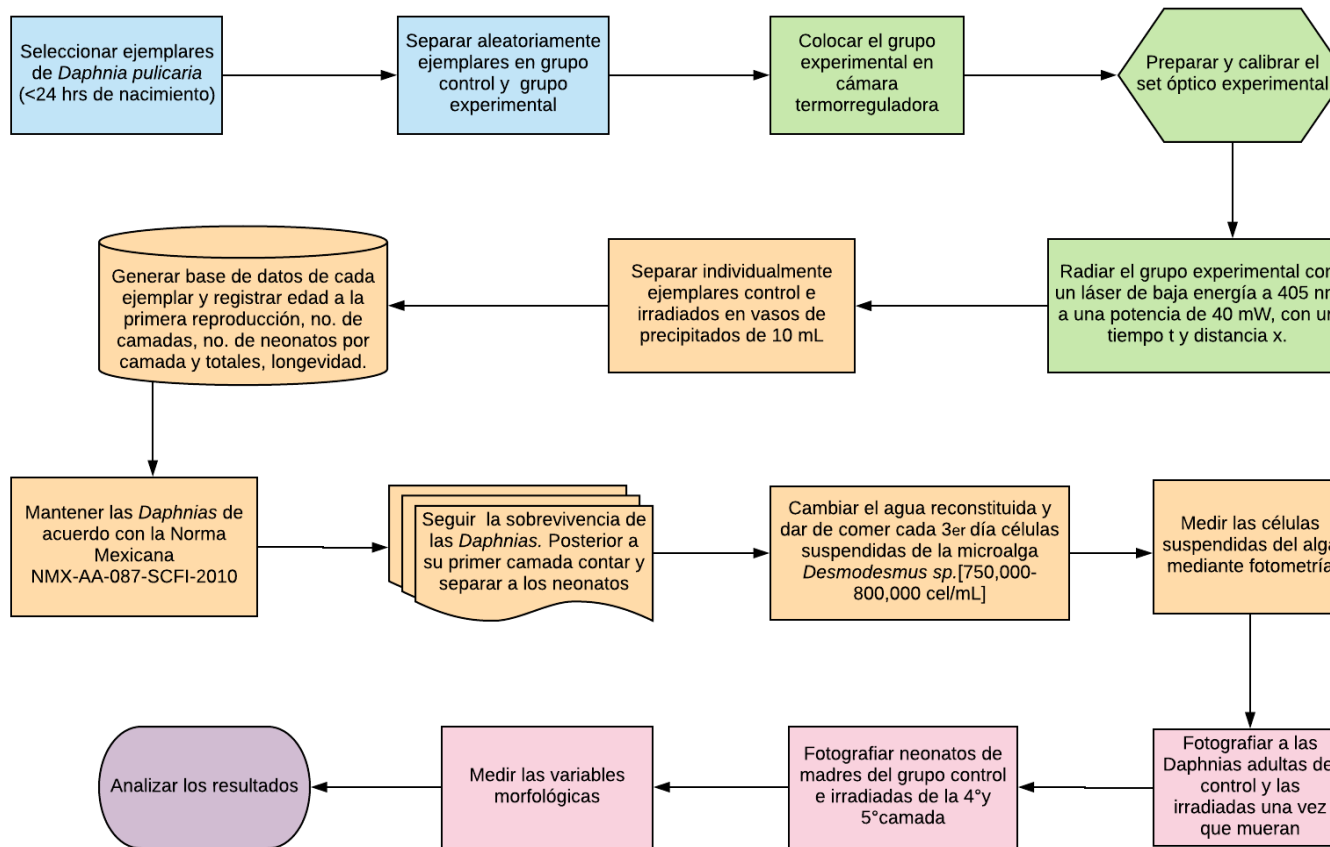 Seleccionar ejemplares
de Daphnia pulicaria
(<24 hrs de nacimiento)
Separar aleatoriamente
ejemplares en grupo
control y grupo
experimental
Colocar el grupo
experimental en
cámara
termorreguladora
Preparar y calibrar el
set óptico experimental
Radiar el grupo experimental con
un láser de baja energía a 405 nm
a una potencia de 40 mW, con un
tiempo t y distancia x.
Separar individualmente
ejemplares control e
irradiados en vasos de
precipitados de 10 mL
Generar base de datos de cada
ejemplar y registrar edad a la
primera reproducción, no. de
camadas, no. de neonatos por
camada y totales, longevidad.
Mantener las Daphnias de
acuerdo con la Norma
Mexicana
NMX-AA-087-SCFI-2010
Seguir la sobrevivencia de
las Daphnias. Posterior a
su primer camada contar y
separar a los neonatos
Cambiar el agua reconstituida y
dar de comer cada 3er día células
suspendidas de la microalga
Desmodesmus sp.[750,000-
800,000 cel/mL]
Medir las células
suspendidas del alga
mediante fotometría
Fotografiar a las
Daphnias adultas de
control y las
irradiadas una vez
que mueran
Fotografiar neonatos de
madres del grupo control
e irradiadas de la 4°y
5°camada
Medir las variables
morfológicas
Analizar los resultados